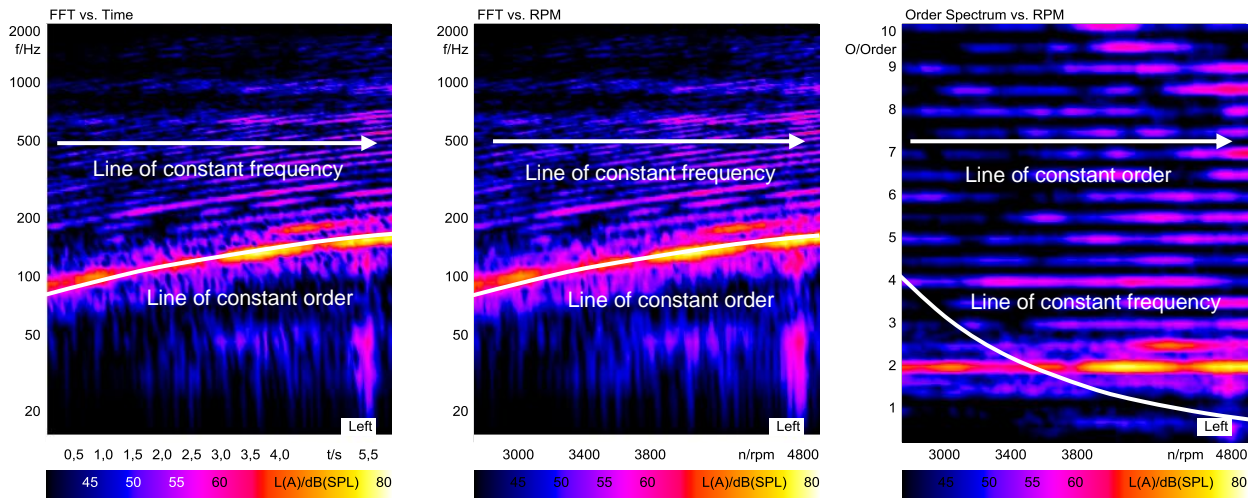 FFT vs. Time
2000
f/Hz
1000
500
200
100
50
20
Line of constant frequency
Line of constant order
Left
0,5 1,0 1,5 2,0 2,5 3,0 3,5 4,0 t/s 5,5
45 50 55 60 L(A)/dB(SPL) 80
FFT vs. RPM
2000
f/Hz
1000
500
200
100
50
20
Line of constant frequency
Line of constant order
Left
3000 3800 n/rpm 4800
45 50 55 60 L(A)/dB(SPL) 80
Order Spectrum vs. RPM
10
O/Order
9
8
7
6
5
4
3
2
1
Line of constant order
Line of constant frequency
Left
3000 3800 n/rpm 4800
45 50 55 60 L(A)/dB(SPL) 80